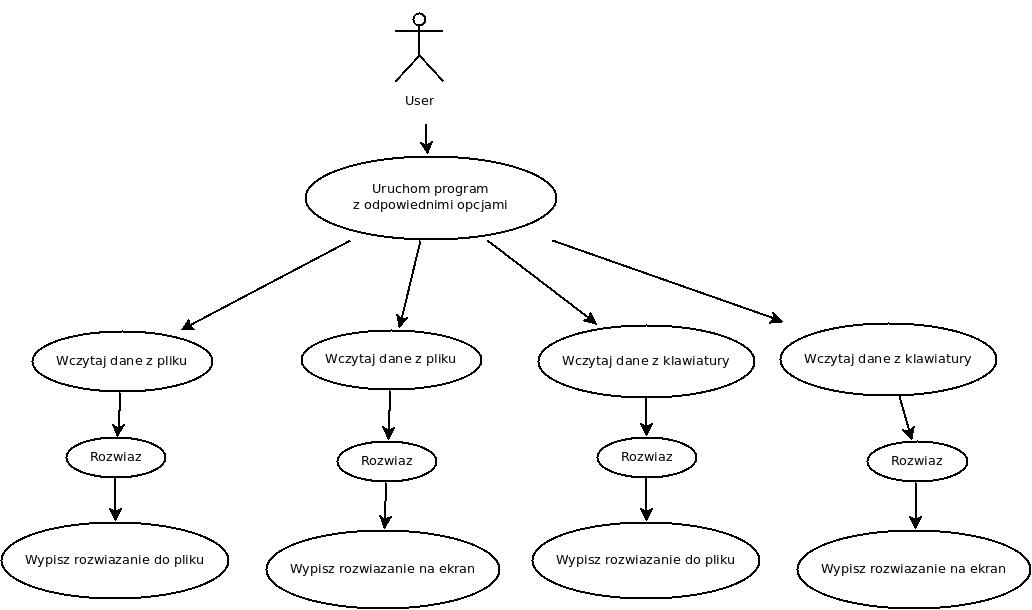 User
Uruchom program
z odpowiednimi opcjami
Wczytaj dane z pliku
Wczytaj dane z pliku
Wczytaj dane z klawiatury
Wczytaj dane z klawiatury
Rozwiaz
Rozwiaz
Rozwiaz
Rozwiaz
Wypisz rozwiazanie do pliku
Wypisz rozwiazanie na ekran
Wypisz rozwiazanie do pliku
Wypisz rozwiazanie na ekran